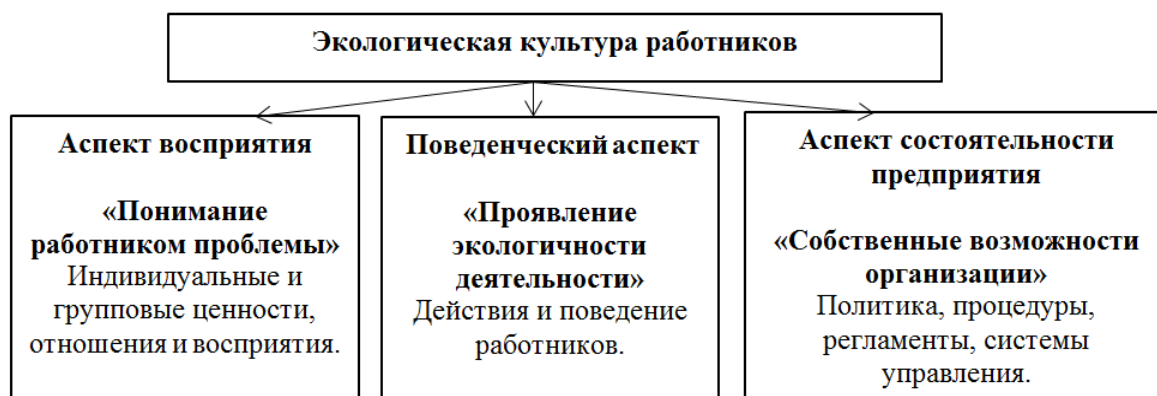 Экологическая культура работников
Аспект восприятия
«Понимание
работником проблемы»
Индивидуальные и
групповые ценности,
отношения и восприятия.
Поведенческий аспект
«Проявление
экологичности
деятельности»
Действия и поведение
работников.
Аспект состоятельности
предприятия
«Собственные возможности
организации»
Политика, процедуры,
регламенты, системы
управления.